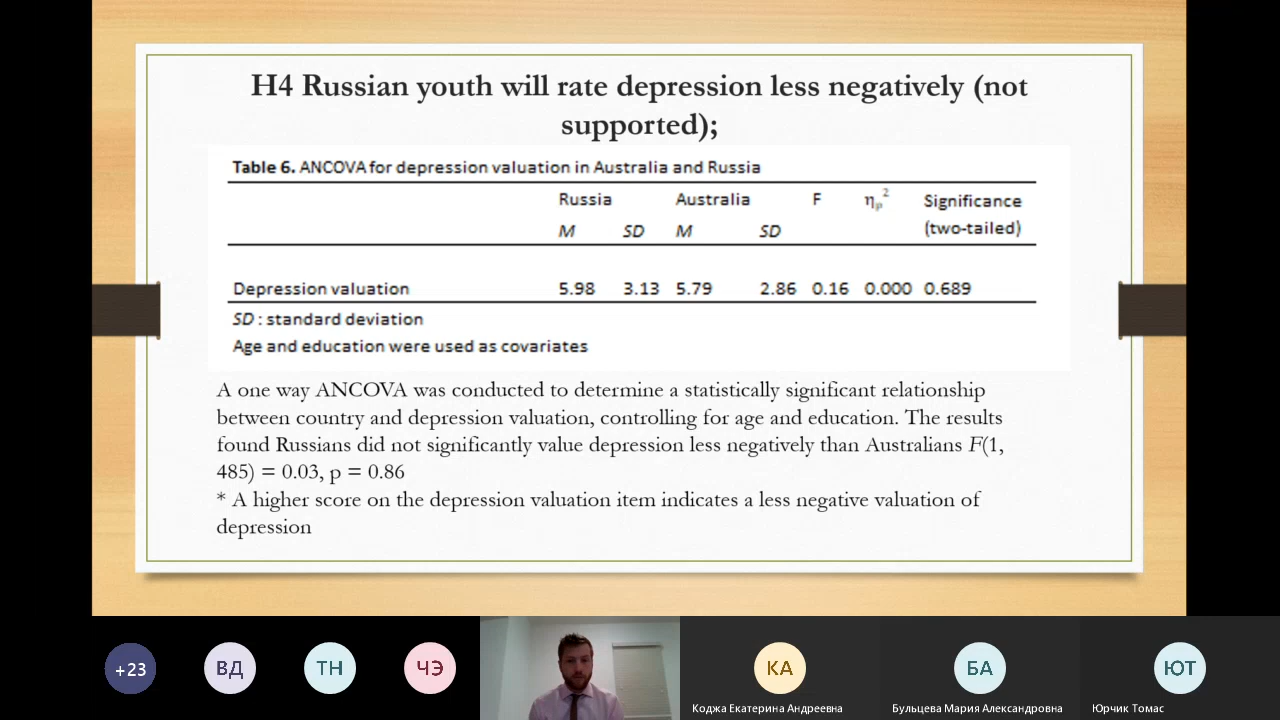 H4 Russian youth will rate depression less negatively (not
supported);
Table 6. ANCOVA for depression valuation in Australia and Russia
Russia Australia F ηp² Significance
M SD M SD (two-tailed)
Depression valuation 5.98 3.13 5.79 2.86 0.16 0.000 0.689
SD : standard deviation
Age and education were used as covariates
A one way ANCOVA was conducted to determine a statistically significant relationship
between country and depression valuation, controlling for age and education. The results
found Russians did not significantly value depression less negatively than Australians F(1,
485) = 0.03, p = 0.86
* A higher score on the depression valuation item indicates a less negative valuation of
depression
+23 ВД ТН ЧЭ КА БА ЮТ
Коджа Екатерина Андреевна Бульцева Мария Александровна Юрчик Томас